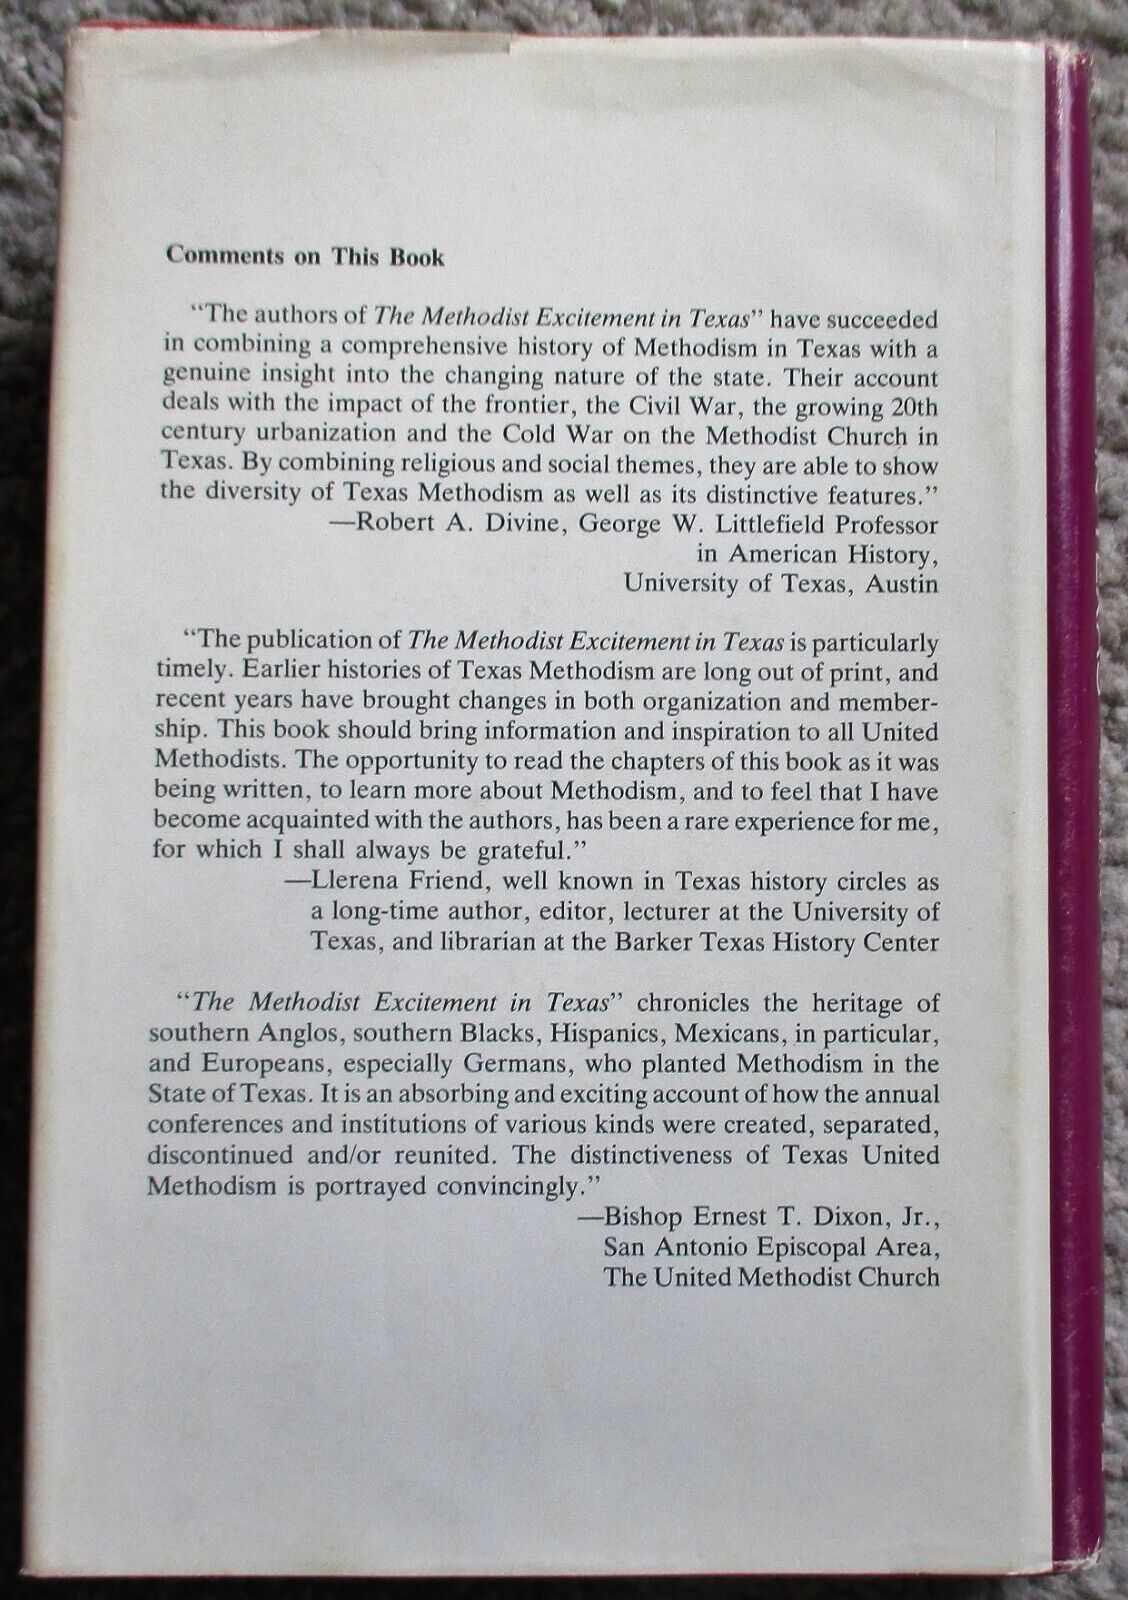 Comments on This Book
“The authors of The Methodist Excitement in Texas” have succeeded
in combining a comprehensive history of Methodism in Texas with a
genuine insight into the changing nature of the state. Their account
deals with the impact of the frontier, the Civil War, the growing 20th
century urbanization and the Cold War on the Methodist Church in
Texas. By combining religious and social themes, they are able to show
the diversity of Texas Methodism as well as its distinctive features.”
—Robert A. Divine, George W. Littlefield Professor
in American History,
University of Texas, Austin
“The publication of The Methodist Excitement in Texas is particularly
timely. Earlier histories of Texas Methodism are long out of print, and
recent years have brought changes in both organization and member-
ship. This book should bring information and inspiration to all United
Methodists. The opportunity to read the chapters of this book as it was
being written, to learn more about Methodism, and to feel that I have
become acquainted with the authors, has been a rare experience for me,
for which I shall always be grateful.”
—Llerena Friend, well known in Texas history circles as
a long-time author, editor, lecturer at the University of
Texas, and librarian at the Barker Texas History Center
“The Methodist Excitement in Texas” chronicles the heritage of
southern Anglos, southern Blacks, Hispanics, Mexicans, in particular,
and Europeans, especially Germans, who planted Methodism in the
State of Texas. It is an absorbing and exciting account of how the annual
conferences and institutions of various kinds were created, separated,
discontinued and/or reunited. The distinctiveness of Texas United
Methodism is portrayed convincingly.”
—Bishop Ernest T. Dixon, Jr.,
San Antonio Episcopal Area,
The United Methodist Church